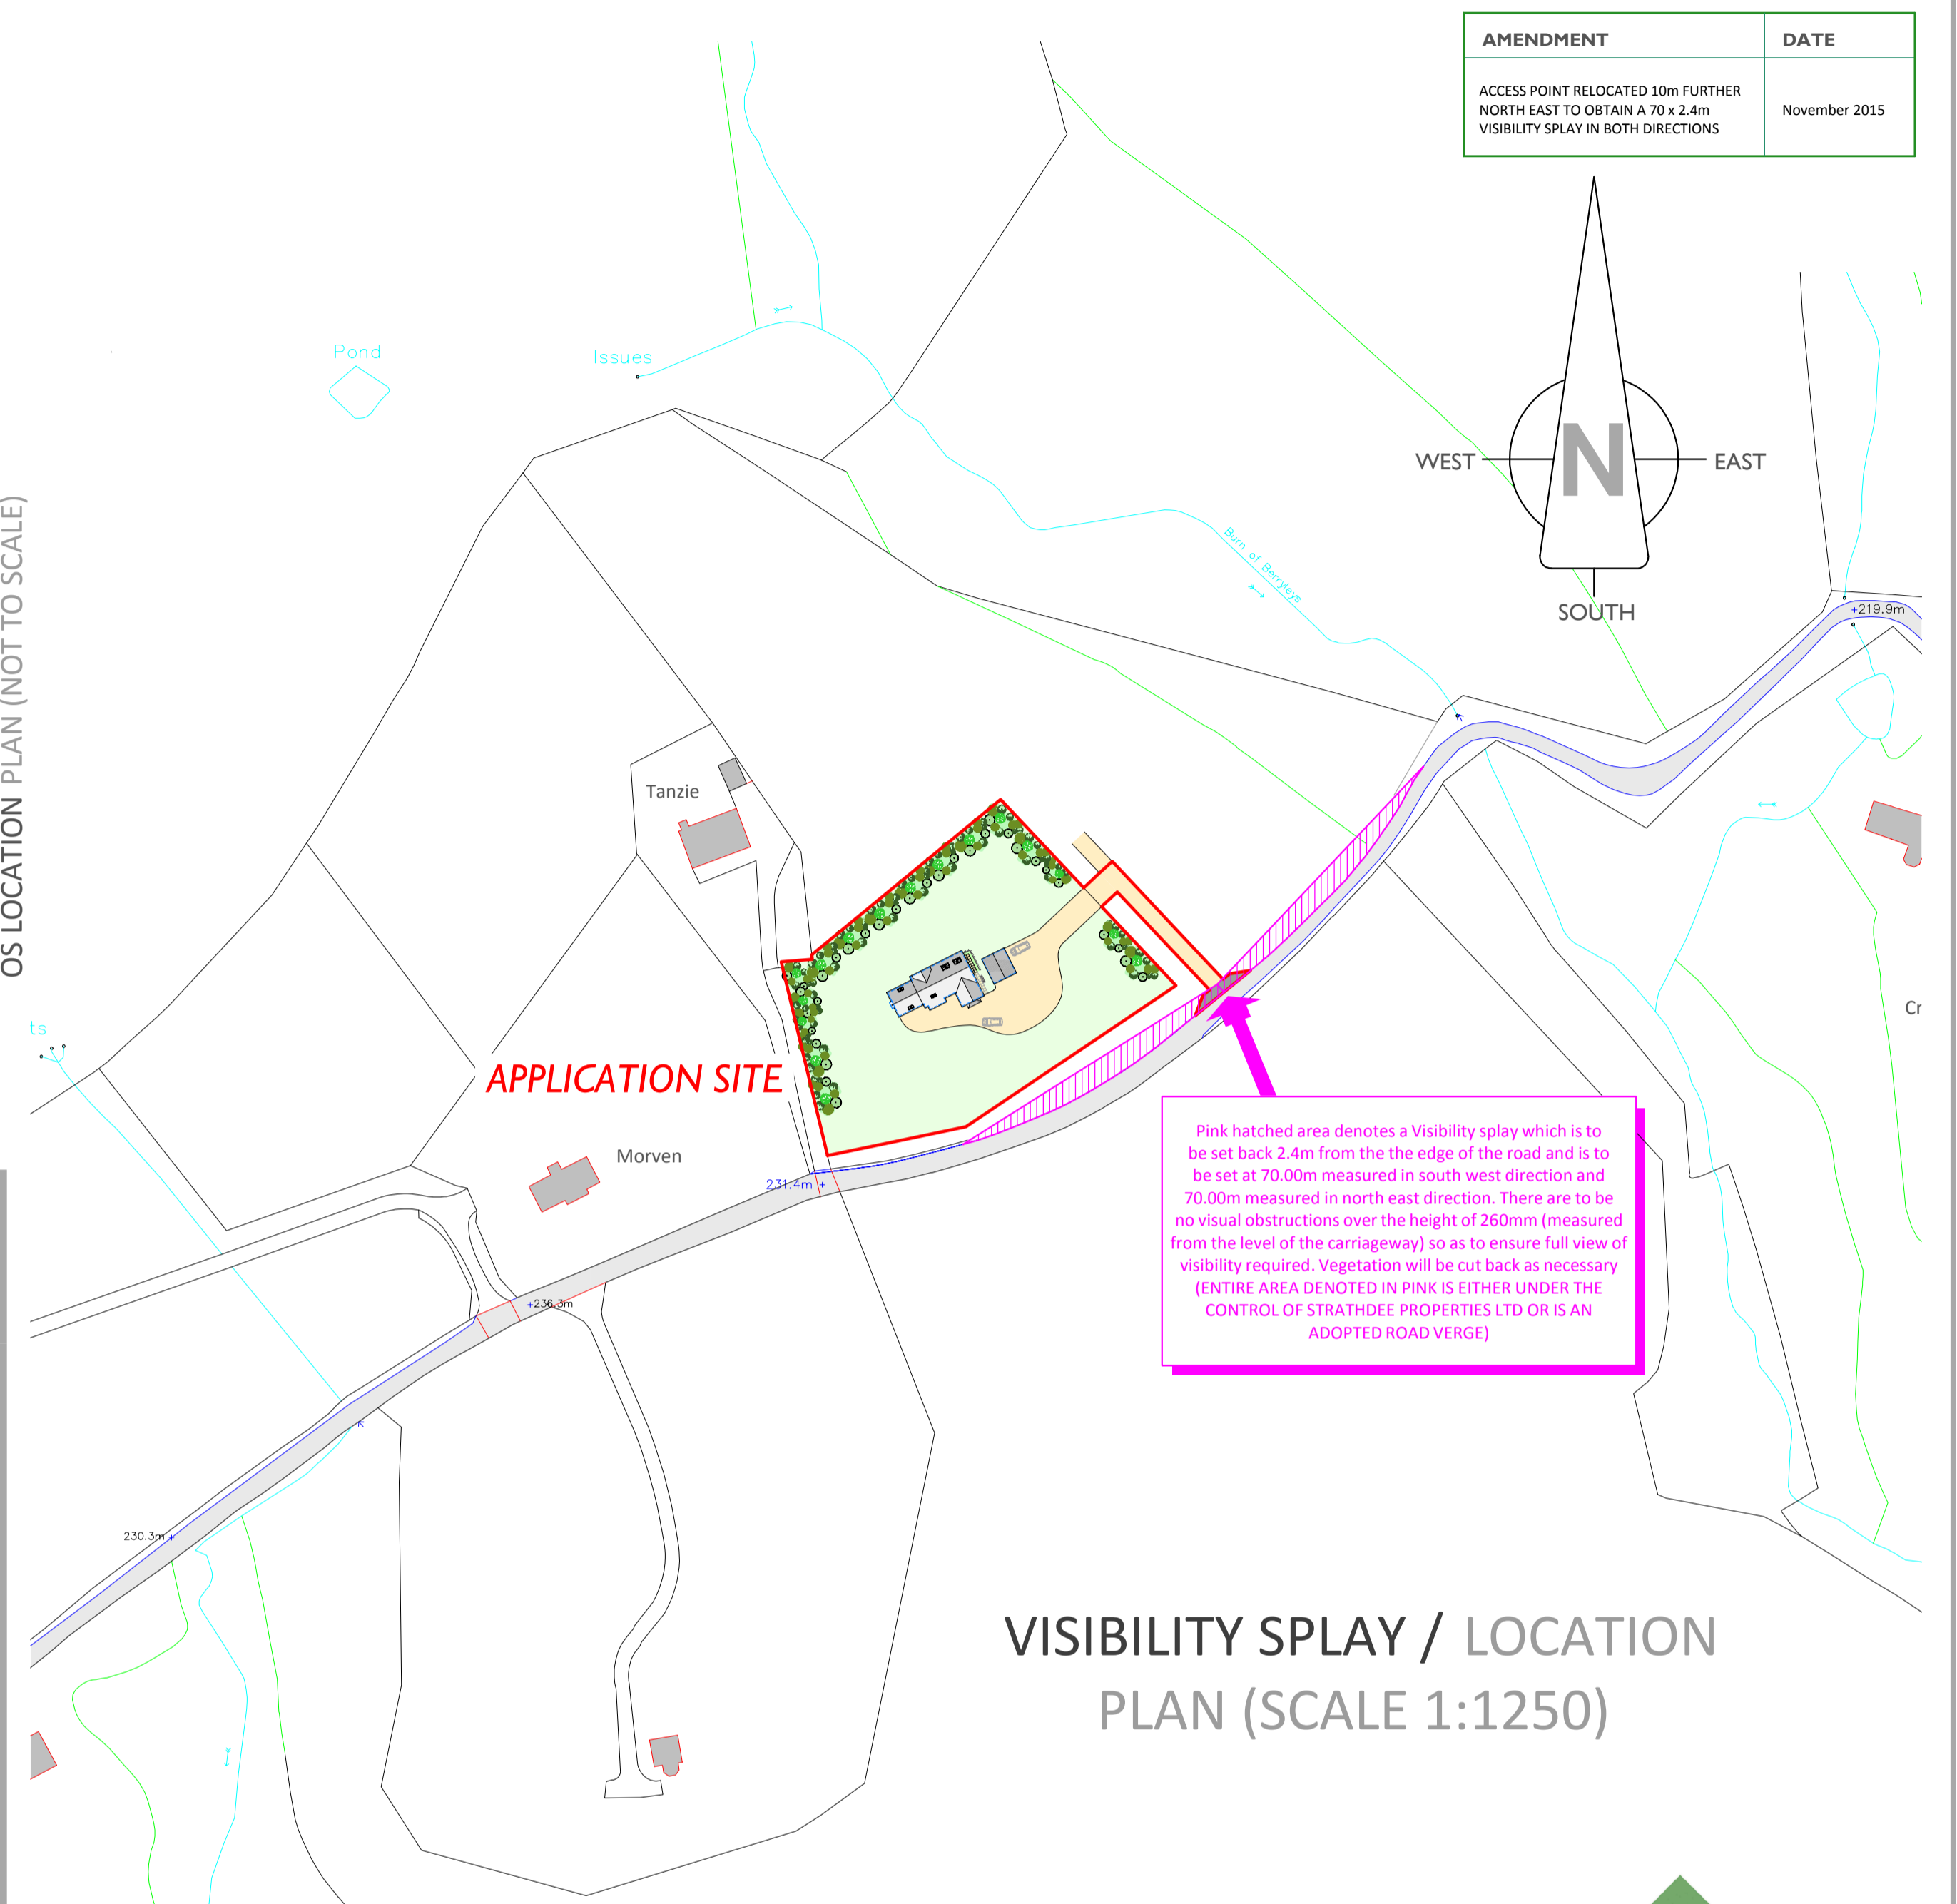 AMENDMENT DATE
ACCESS POINT RELOCATED 10m FURTHER
NORTH EAST TO OBTAIN A 70 x 2.4m
VISIBILITY SPLAY IN BOTH DIRECTIONS
November 2015
Pond
Issues
WEST
N
EAST
SOUTH
Burn of Berryleys
+219.9m
OS LOCATION PLAN (NOT TO SCALE)
Tanzie
ts
Cr
APPLICATION SITE
Morven
231.4m +
+236.3m
230.3m +
Pink hatched area denotes a Visibility splay which is to
be set back 2.4m from the the edge of the road and is to
be set at 70.00m measured in south west direction and
70.00m measured in north east direction. There are to be
no visual obstructions over the height of 260mm (measured
from the level of the carriageway) so as to ensure full view of
visibility required. Vegetation will be cut back as necessary
(ENTIRE AREA DENOTED IN PINK IS EITHER UNDER THE
CONTROL OF STRATHDEE PROPERTIES LTD OR IS AN
ADOPTED ROAD VERGE)
VISIBILITY SPLAY / LOCATION
PLAN (SCALE 1:1250)